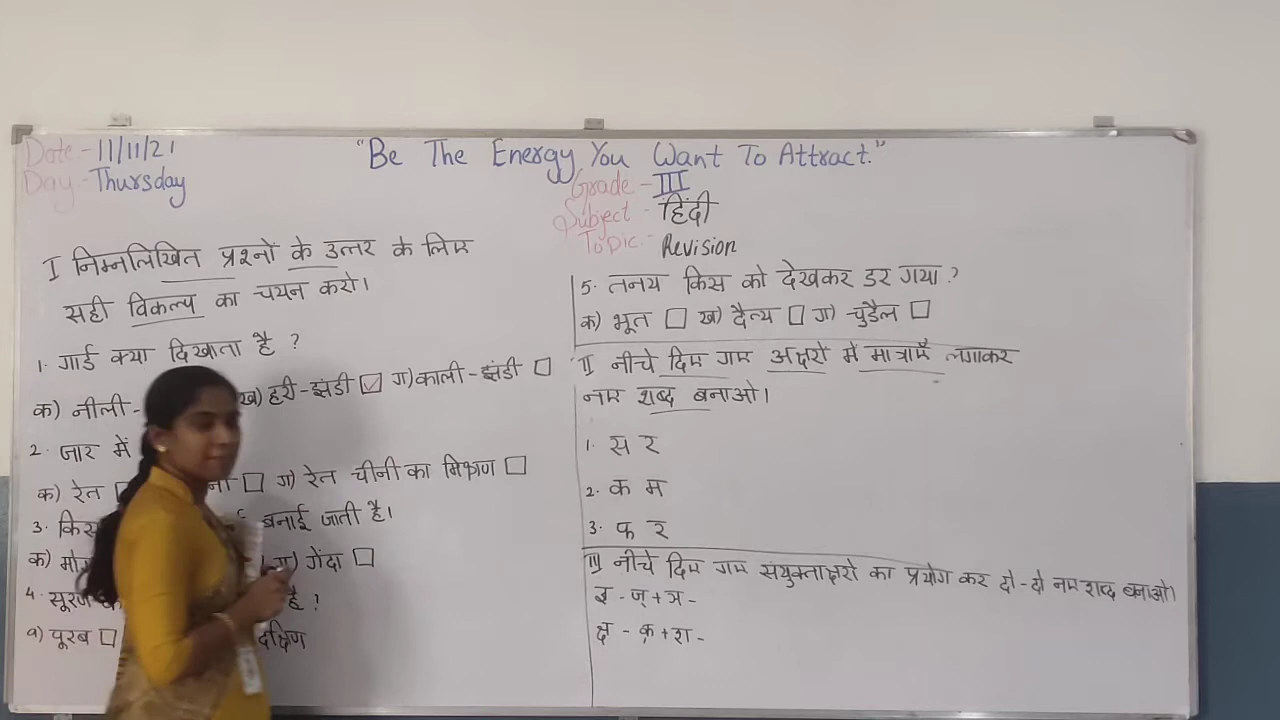 Date:- 11/11/21
Day:- Thursday
"Be The Energy You Want To Attract."
Grade - III
Subject - हिंदी
Topic:- Revision
I निम्नलिखित प्रश्नों के उत्तर के लिए
सही विकल्प का चयन करो।
1. गार्ड क्या दिखाता है ?
क) नीली- ख) हरी-झंडी ☑ ग) काली-झंडी □
2. जार में
क) रेत □ ग) रेत चीनी का मिश्रण □
3. किस बनाई जाती है।
क) ग) गेंदा □
4. सूरज है ?
a) पूरब □ दक्षिण
5. तनय किस को देखकर डर गया ?
क) भूत □ ख) दैत्य □ ग) चुडैल □
II नीचे दिए गए अक्षरो में मात्राएँ लगाकर
नए शब्द बनाओ।
1. स र
2. क म
3. फ र
III नीचे दिए गए संयुक्ताक्षरो का प्रयोग कर दो-दो नए शब्द बनाओ।
ज्ञ - ज् + ञ -
क्ष - क् + श -